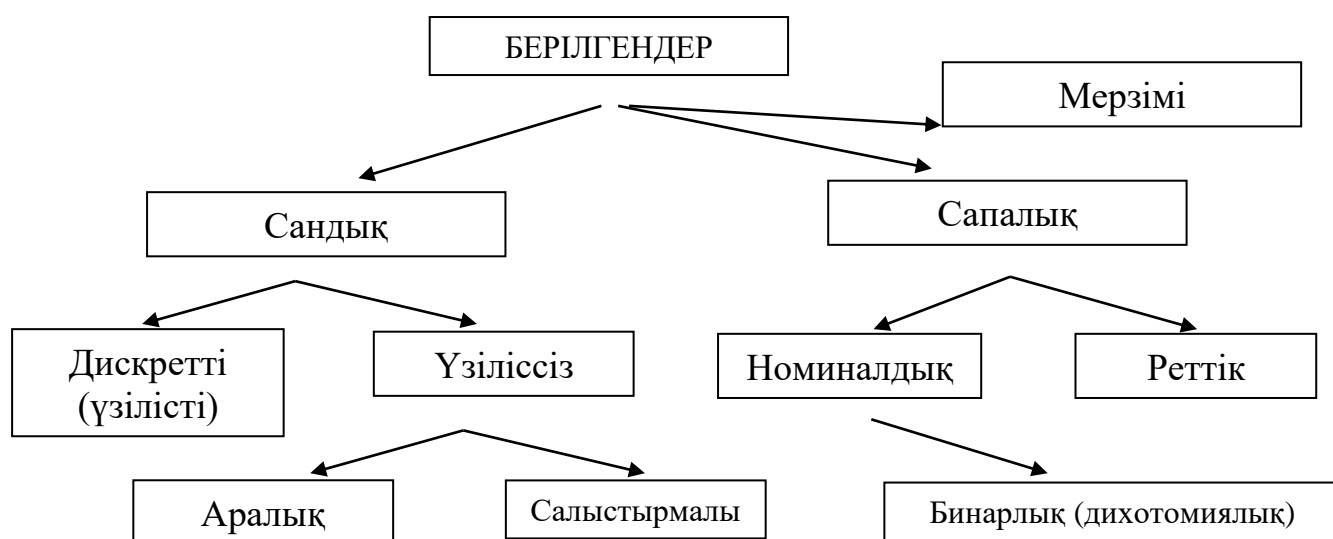 БЕРІЛГЕНДЕР
Мерзімі
Сандық
Сапалық
Дискретті
(үзілісті)
Үзіліссіз
Номиналдық
Реттік
Аралық
Салыстырмалы
Бинарлық (дихотомиялық)